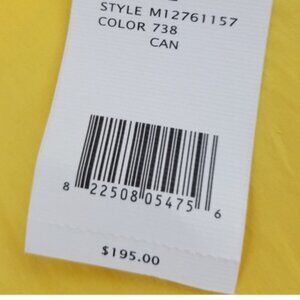 STYLE M12761157
COLOR 738
CAN
8 22508 05475 6
$195.00